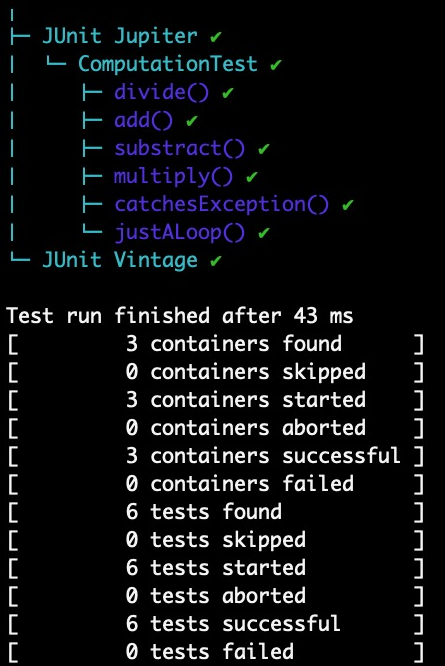 ├─ JUnit Jupiter ✔
│  └─ ComputationTest ✔
│     ├─ divide() ✔
│     ├─ add() ✔
│     ├─ substract() ✔
│     ├─ multiply() ✔
│     ├─ catchesException() ✔
│     └─ justALoop() ✔
└─ JUnit Vintage ✔

Test run finished after 43 ms
[         3 containers found      ]
[         0 containers skipped    ]
[         3 containers started    ]
[         0 containers aborted    ]
[         3 containers successful ]
[         0 containers failed     ]
[         6 tests found           ]
[         0 tests skipped         ]
[         6 tests started         ]
[         0 tests aborted         ]
[         6 tests successful      ]
[         0 tests failed          ]